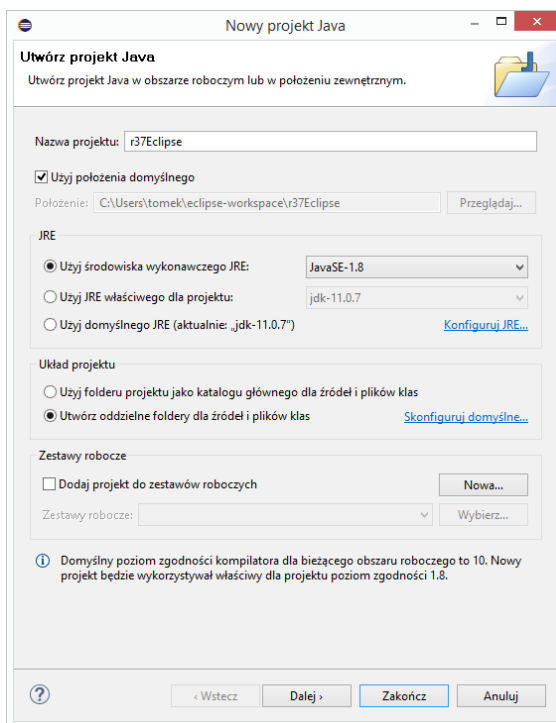 Nowy projekt Java
Utwórz projekt Java
Utwórz projekt Java w obszarze roboczym lub w położeniu zewnętrznym.
Nazwa projektu: r37Eclipse
Użyj położenia domyślnego
Położenie: C:\Users\tomek\eclipse-workspace\r37Eclipse Przeglądaj...
JRE
Użyj środowiska wykonawczego JRE: JavaSE-1.8
Użyj JRE właściwego dla projektu: jdk-11.0.7
Użyj domyślnego JRE (aktualnie: „jdk-11.0.7") Konfiguruj JRE...
Układ projektu
Użyj folderu projektu jako katalogu głównego dla źródeł i plików klas
Utwórz oddzielne foldery dla źródeł i plików klas Skonfiguruj domyślne...
Zestawy robocze
Dodaj projekt do zestawów roboczych Nowa...
Zestawy robocze: Wybierz...
Domyślny poziom zgodności kompilatora dla bieżącego obszaru roboczego to 10. Nowy
projekt będzie wykorzystywał właściwy dla projektu poziom zgodności 1.8.
? ‹ Wstecz Dalej › Zakończ Anuluj